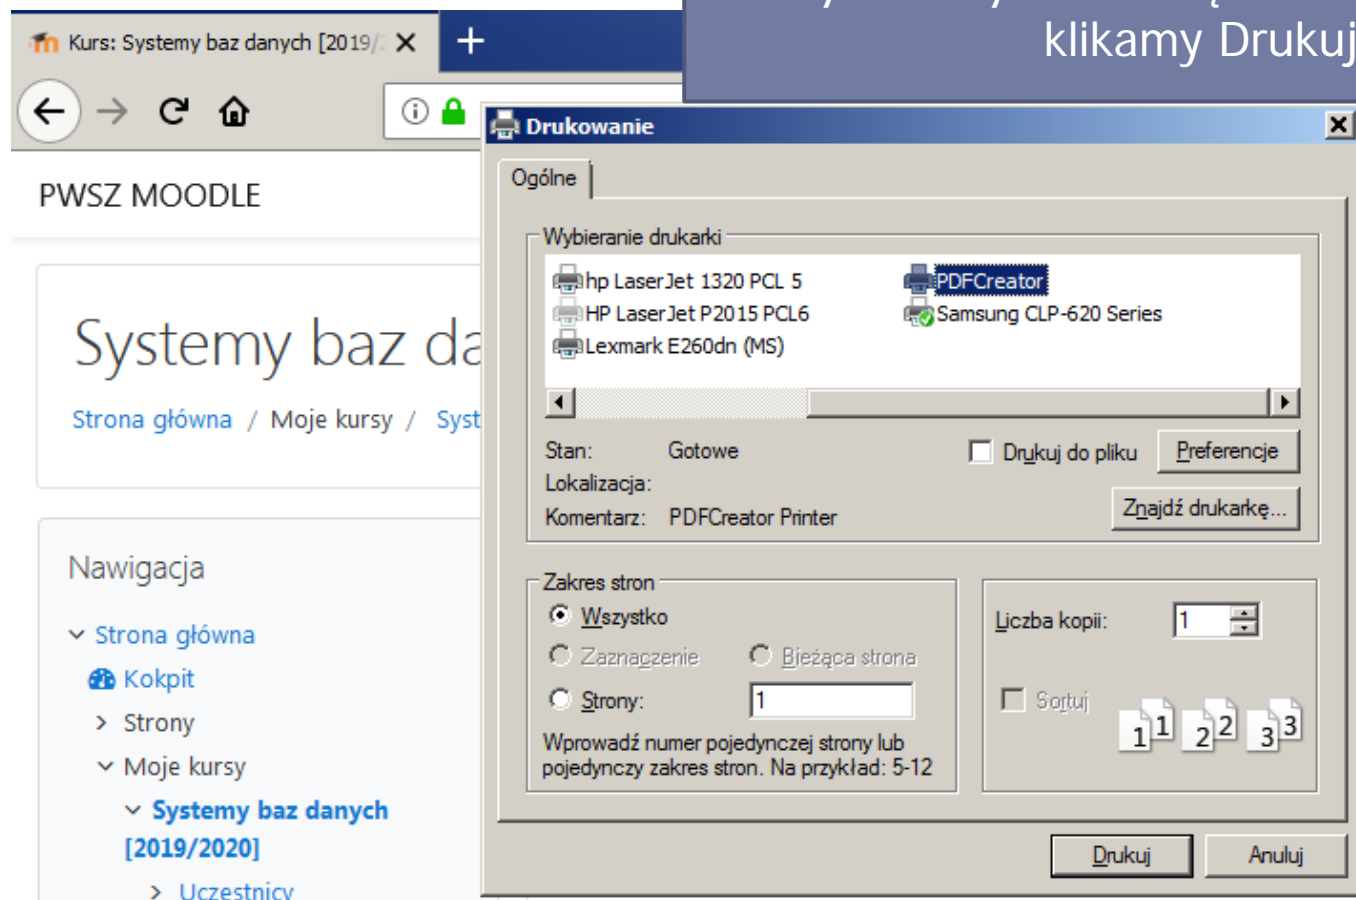 klikamy Drukuj
Kurs: Systemy baz danych [2019/
Drukowanie
Ogólne
PWSZ MOODLE
Wybieranie drukarki
hp LaserJet 1320 PCL 5
PDFCreator
HP LaserJet P2015 PCL6
Samsung CLP-620 Series
Lexmark E260dn (MS)
Systemy baz da
Strona główna / Moje kursy / Syst
Stan: Gotowe
Drukuj do pliku
Preferencje
Lokalizacja:
Komentarz: PDFCreator Printer
Znajdź drukarkę...
Nawigacja
Strona główna
Kokpit
Strony
Moje kursy
Systemy baz danych
[2019/2020]
Uczestnicy
Zakres stron
Wszystko
Zaznaczenie
Bieżąca strona
Strony: 1
Wprowadź numer pojedynczej strony lub
pojedynczy zakres stron. Na przykład: 5-12
Liczba kopii: 1
Sortuj
1 1 2 2 3 3
Drukuj
Anuluj